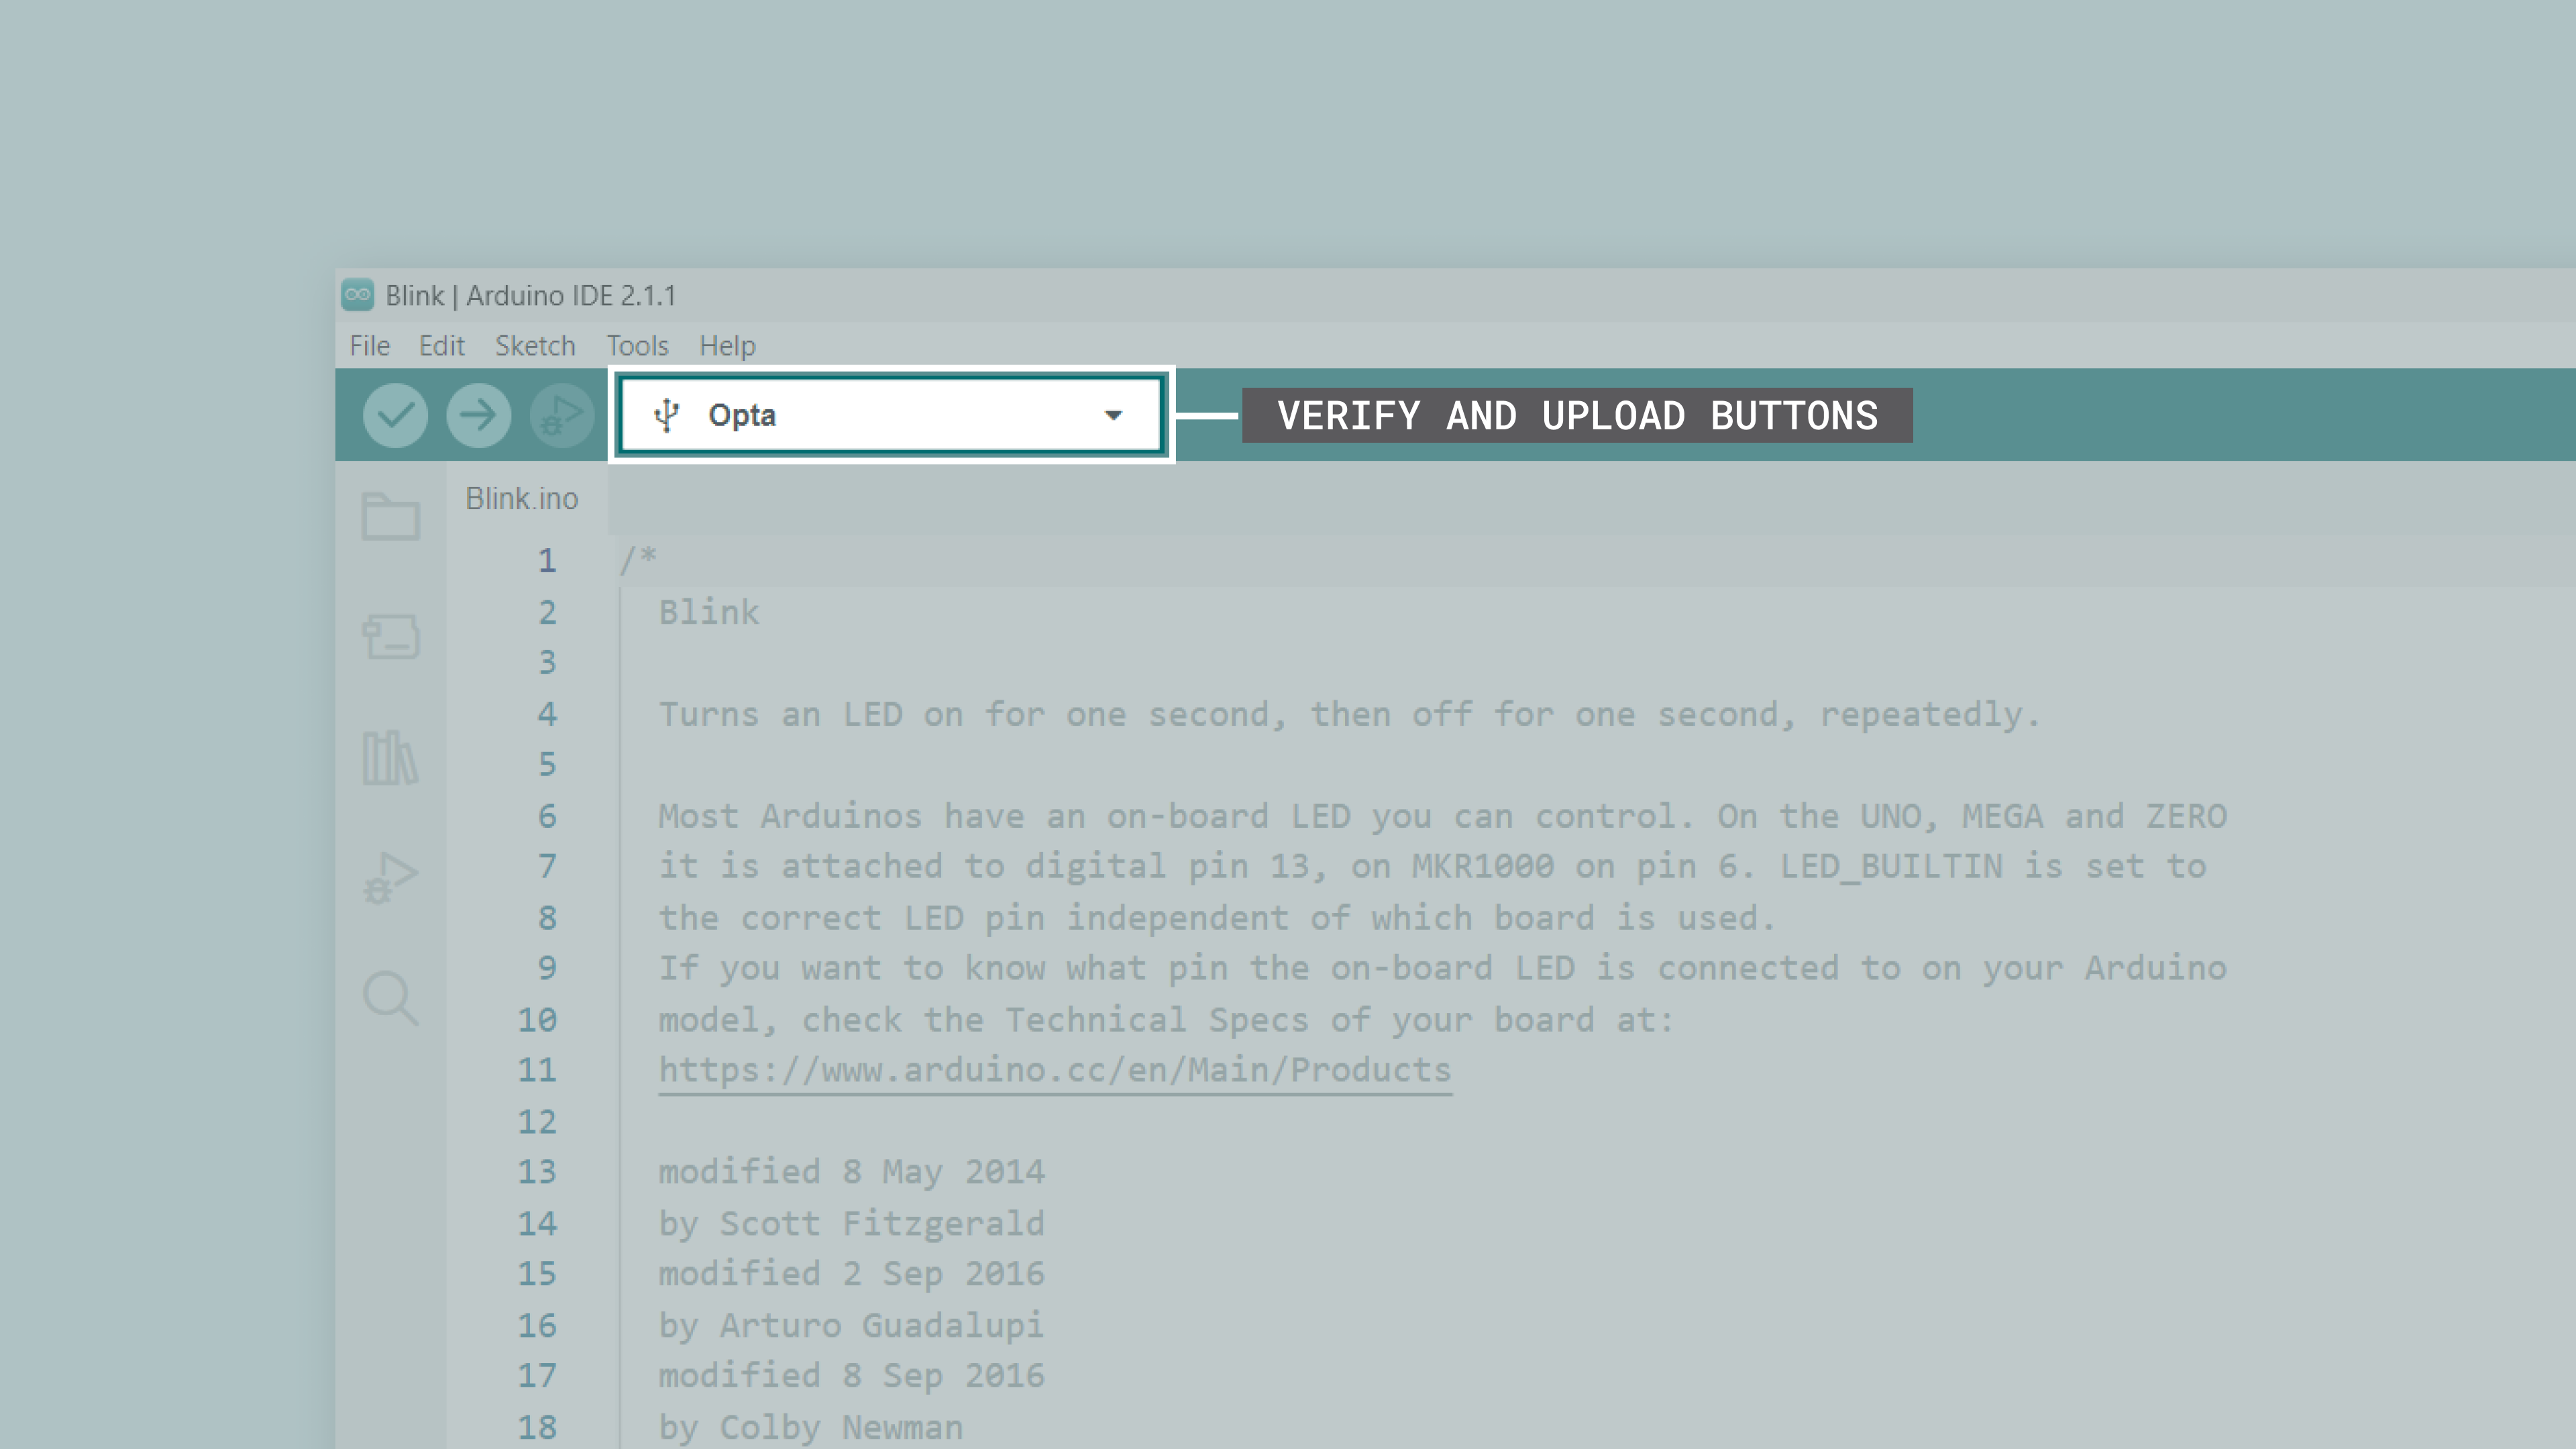 Blink | Arduino IDE 2.1.1
File Edit Sketch Tools Help
Opta
VERIFY AND UPLOAD BUTTONS
Blink.ino
1 /*
2 Blink
3
4 Turns an LED on for one second, then off for one second, repeatedly.
5
6 Most Arduinos have an on-board LED you can control. On the UNO, MEGA and ZERO
7 it is attached to digital pin 13, on MKR1000 on pin 6. LED_BUILTIN is set to
8 the correct LED pin independent of which board is used.
9 If you want to know what pin the on-board LED is connected to on your Arduino
10 model, check the Technical Specs of your board at:
11 https://www.arduino.cc/en/Main/Products
12
13 modified 8 May 2014
14 by Scott Fitzgerald
15 modified 2 Sep 2016
16 by Arturo Guadalupi
17 modified 8 Sep 2016
18 by Colby Newman